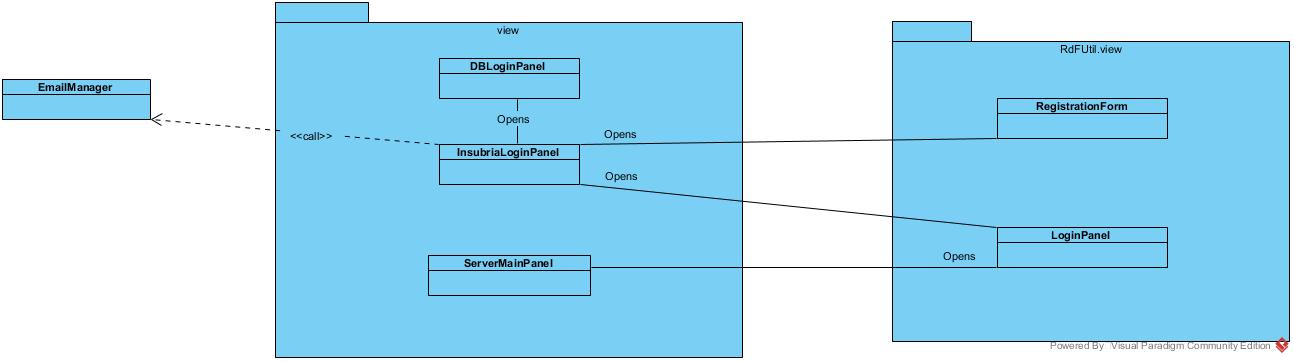 view
RdFUtil.view
DBLoginPanel
EmailManager
RegistrationForm
Opens
<<call>>
Opens
InsubriaLoginPanel
Opens
LoginPanel
ServerMainPanel
Opens
Powered By Visual Paradigm Community Edition